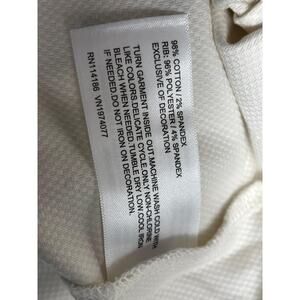 98% COTTON / 2% SPANDEX
RIB: 96% POLYESTER / 4% SPANDEX
EXCLUSIVE OF DECORATION
TURN GARMENT INSIDE OUT.MACHINE WASH COLD WITH
LIKE COLORS.DELICATE CYCLE.ONLY NON-CHLORINE
BLEACH WHEN NEEDED.TUMBLE DRY LOW.COOL IRON
IF NEEDED.DO NOT IRON ON DECORATION.
RN114186 VN1974077